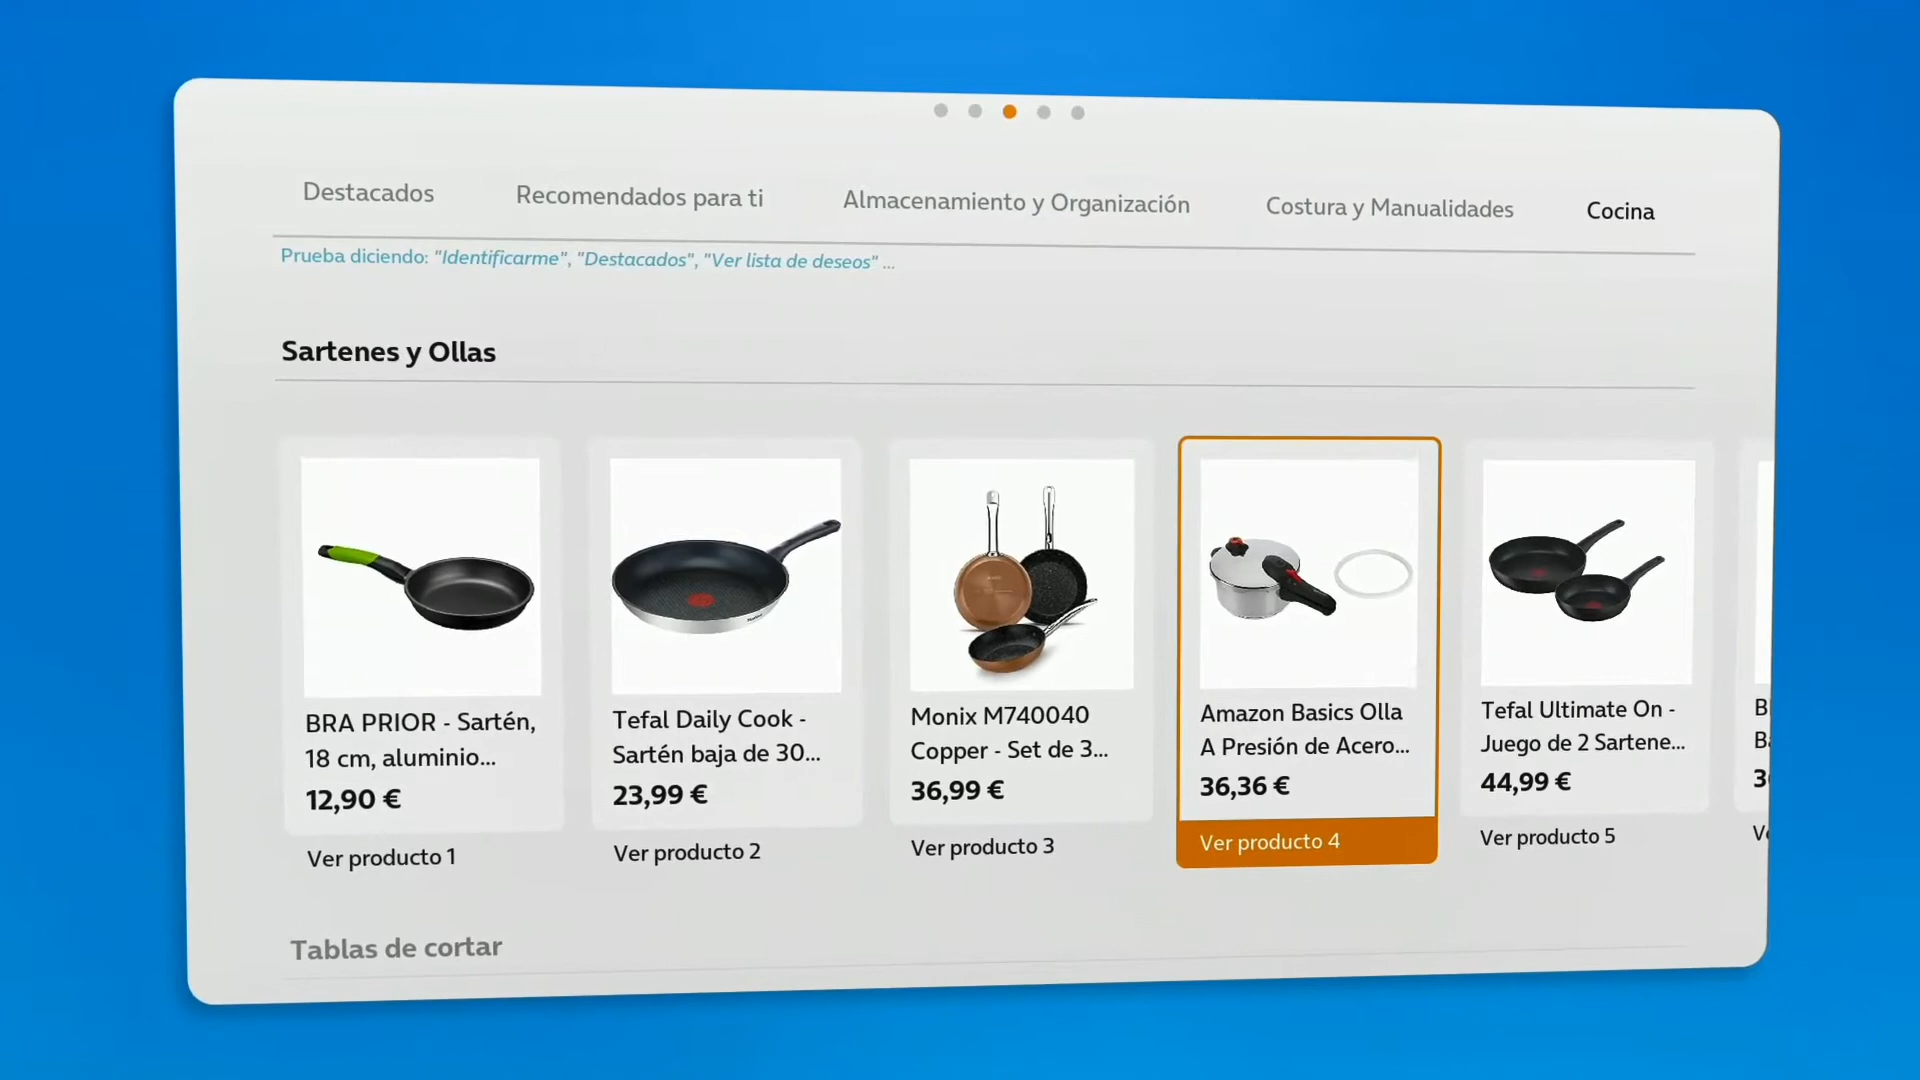 Destacados
Recomendados para ti
Almacenamiento y Organización
Costura y Manualidades
Cocina
Prueba diciendo: "Identificarme", "Destacados", "Ver lista de deseos" ...
Sartenes y Ollas
BRA PRIOR - Sartén,
18 cm, aluminio...
12,90 €
Ver producto 1
Tefal Daily Cook -
Sartén baja de 30...
23,99 €
Ver producto 2
Monix M740040
Copper - Set de 3...
36,99 €
Ver producto 3
Amazon Basics Olla
A Presión de Acero...
36,36 €
Ver producto 4
Tefal Ultimate On -
Juego de 2 Sartene...
44,99 €
Ver producto 5
Tablas de cortar